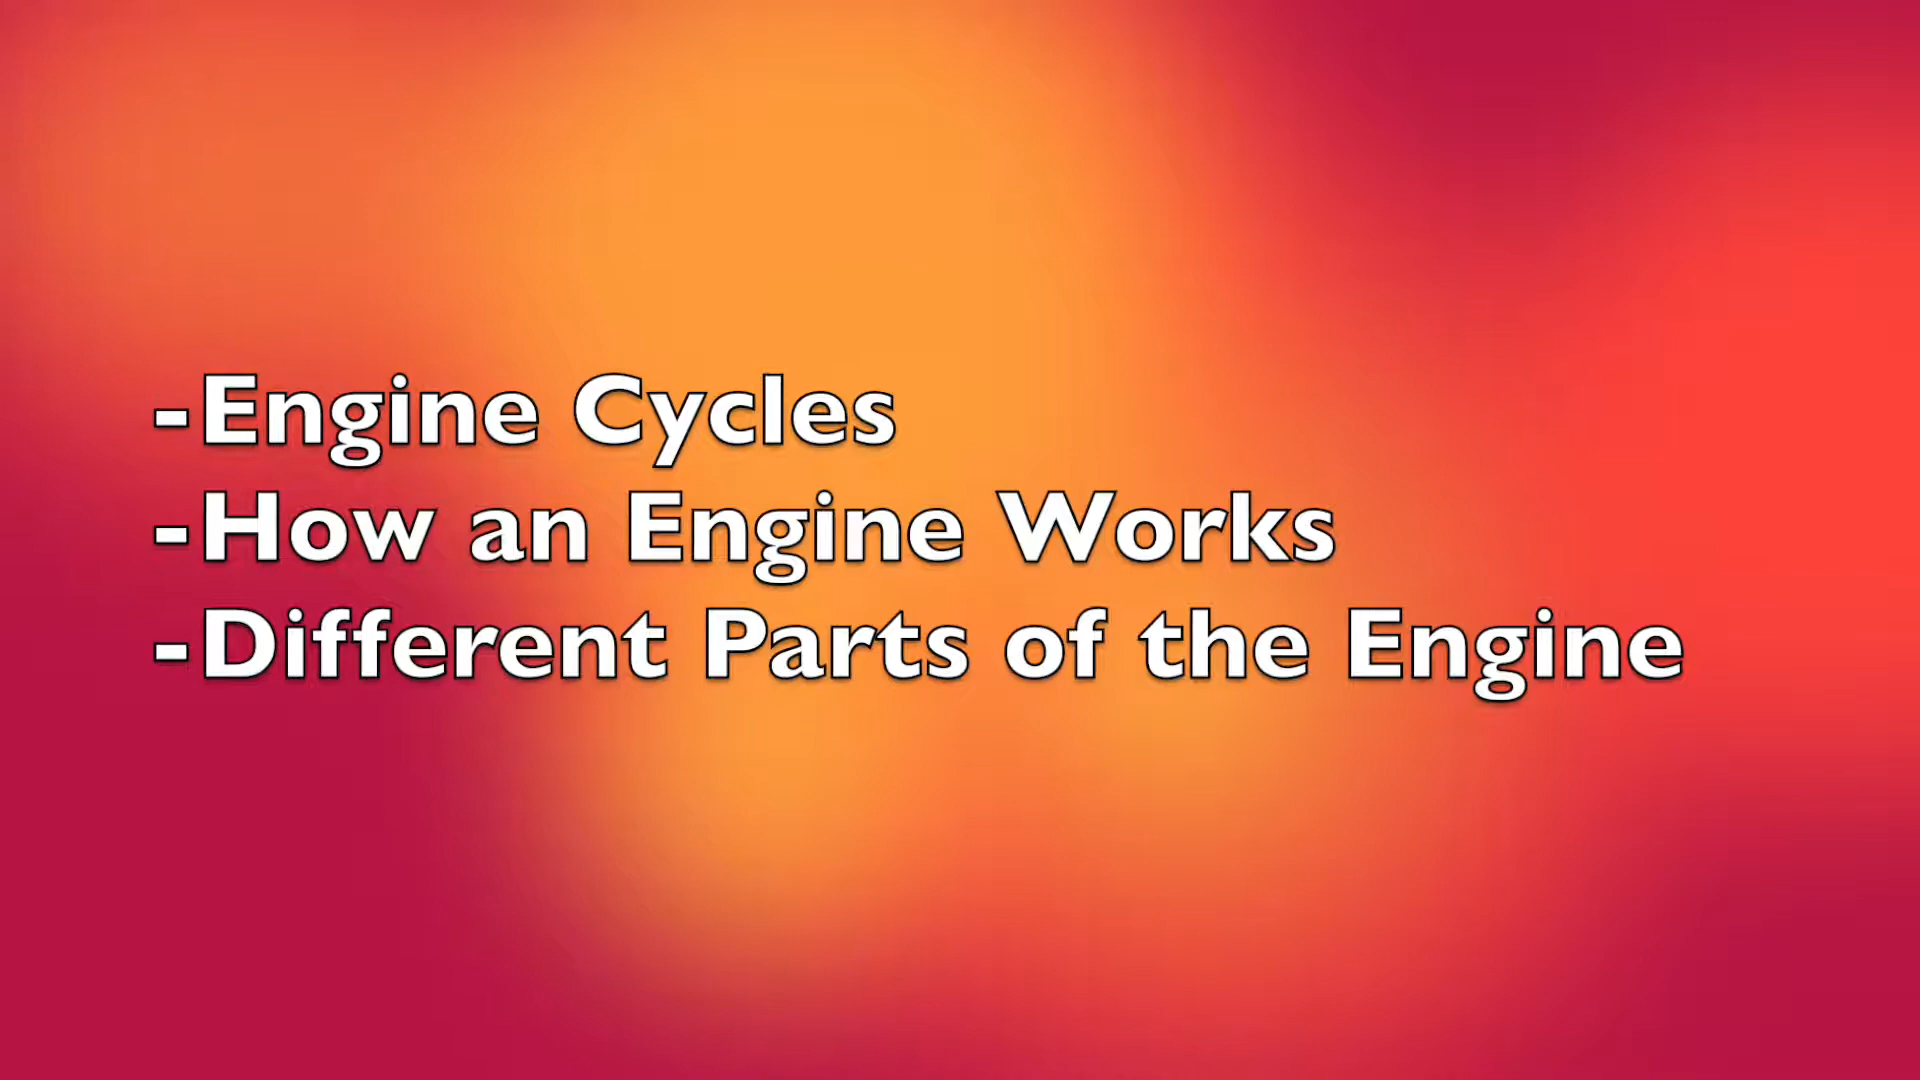 -Engine Cycles
-How an Engine Works
-Different Parts of the Engine